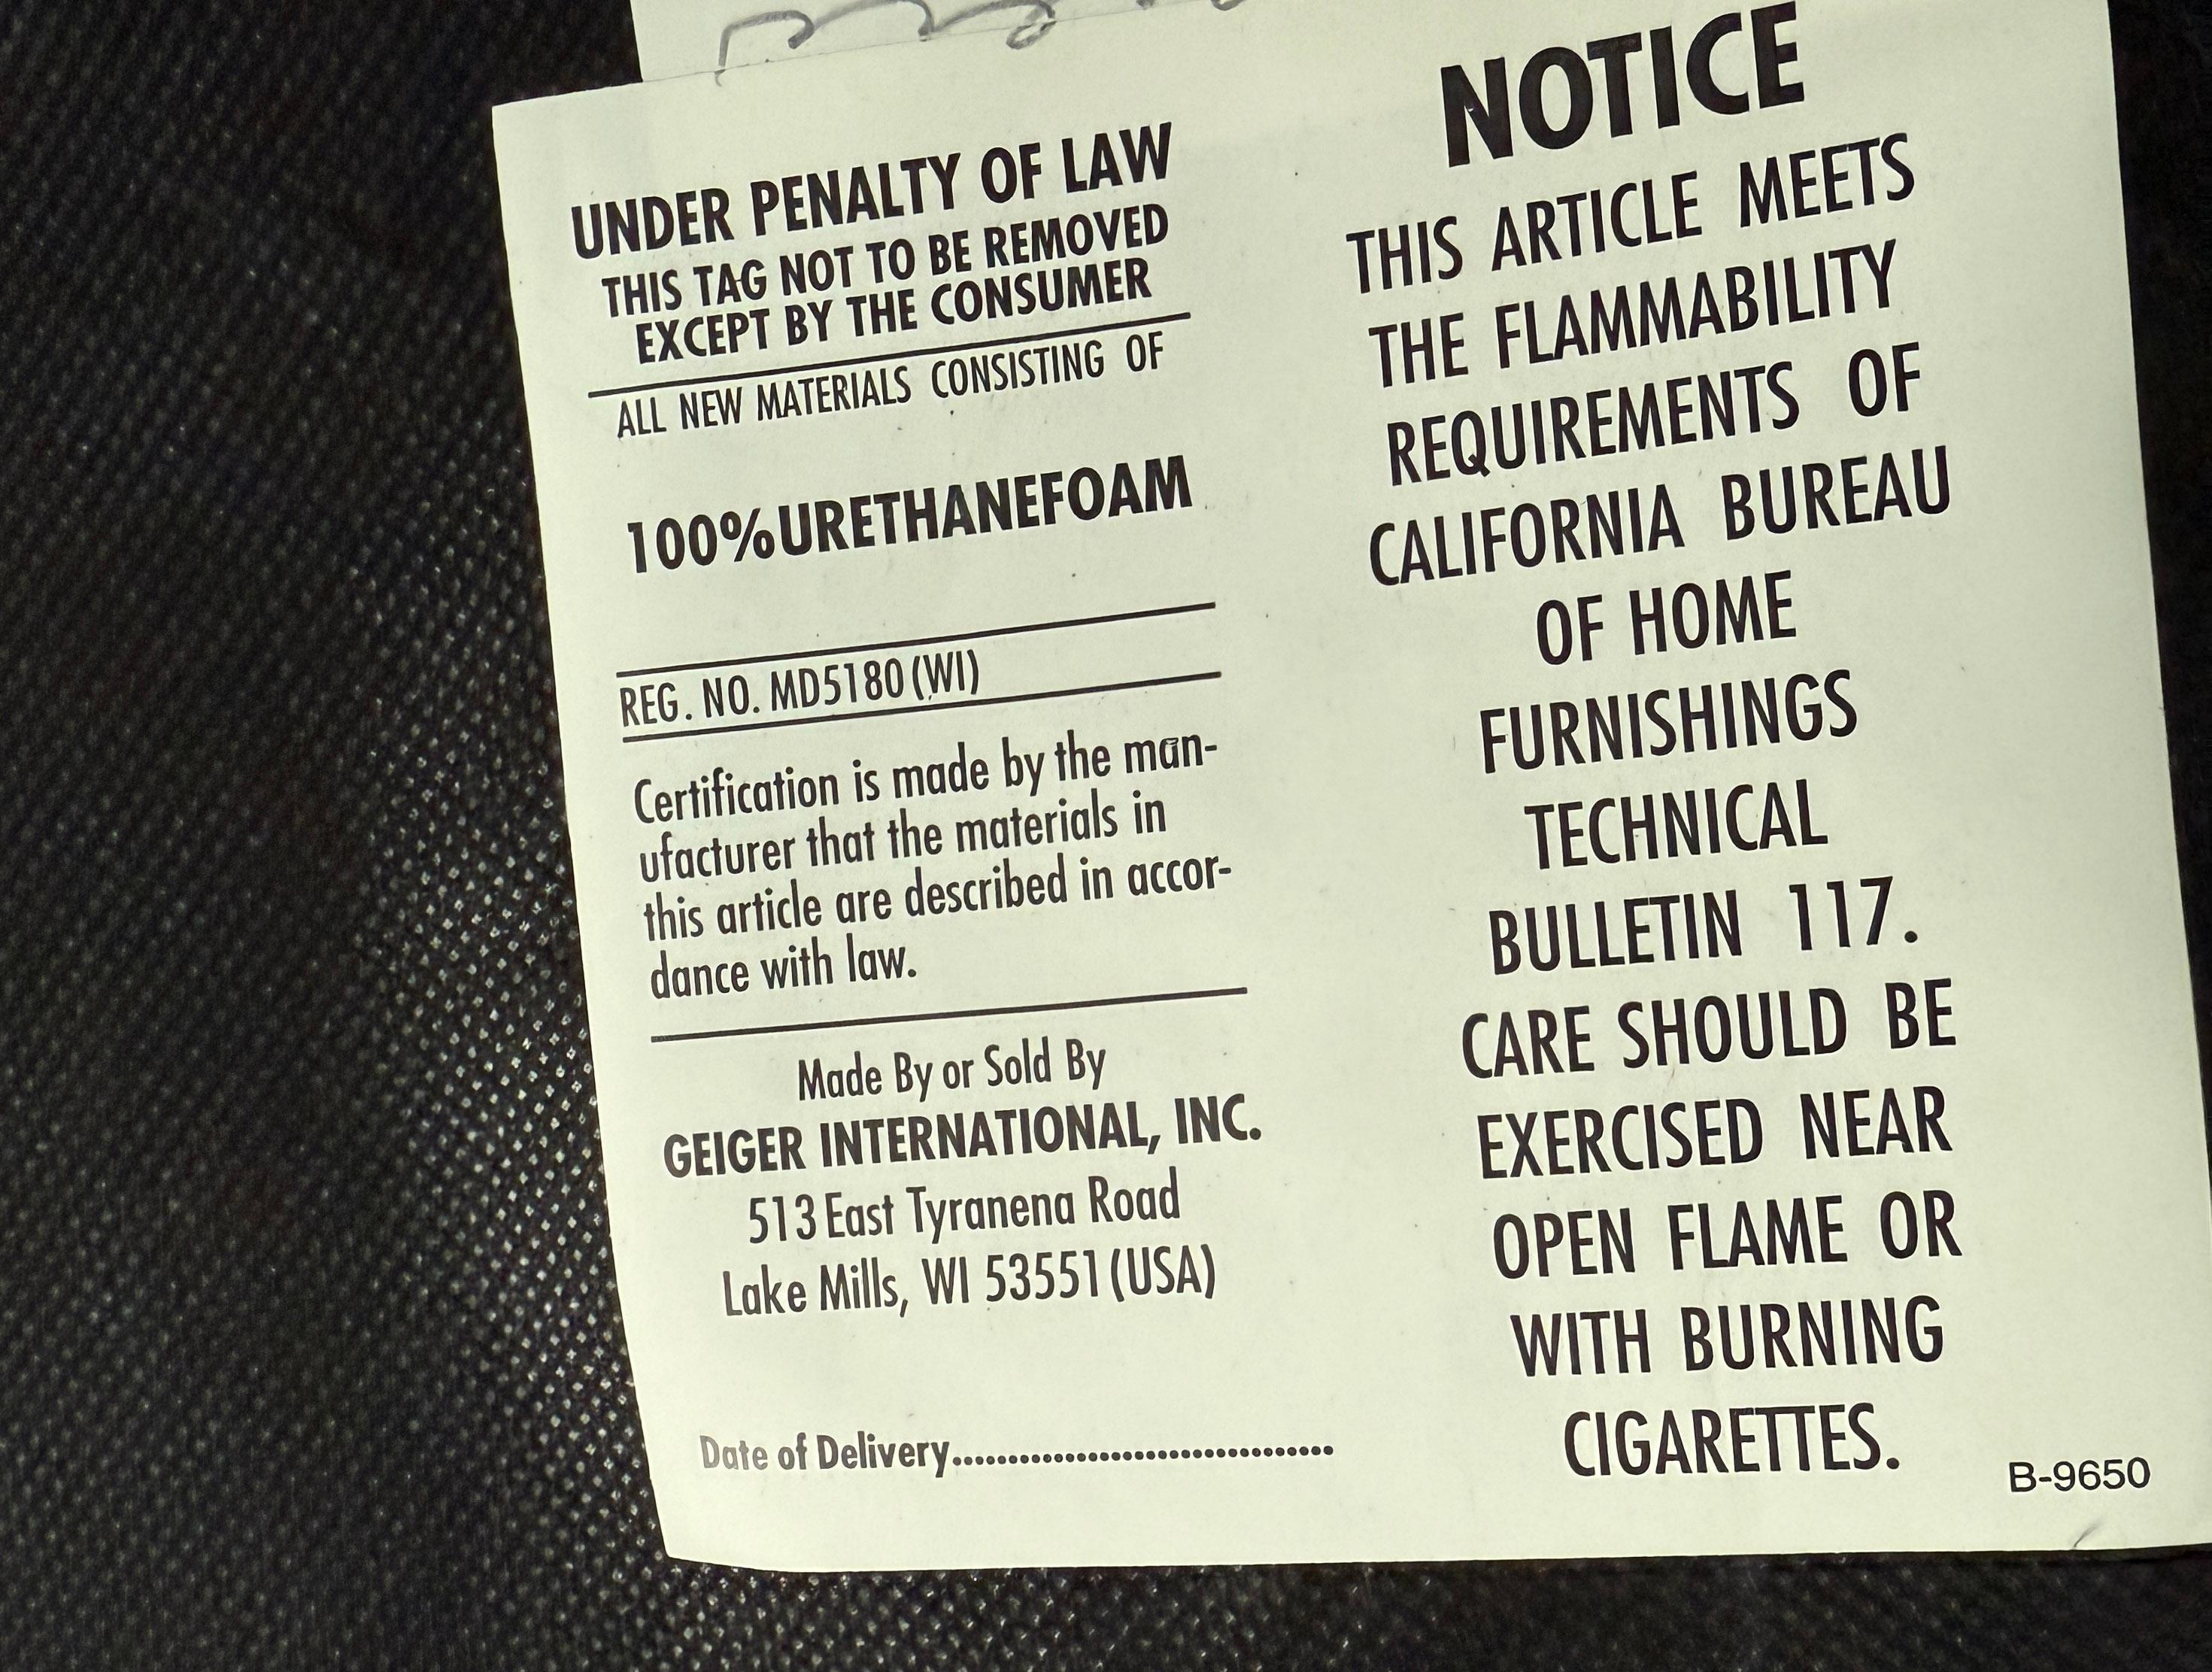 UNDER PENALTY OF LAW
THIS TAG NOT TO BE REMOVED
EXCEPT BY THE CONSUMER
ALL NEW MATERIALS CONSISTING OF
100%URETHANEFOAM
REG. NO. MD5180 (WI)
Certification is made by the man-
ufacturer that the materials in
this article are described in accor-
dance with law.
Made By or Sold By
GEIGER INTERNATIONAL, INC.
513 East Tyranena Road
Lake Mills, WI 53551 (USA)
Date of Delivery..................................
NOTICE
THIS ARTICLE MEETS
THE FLAMMABILITY
REQUIREMENTS OF
CALIFORNIA BUREAU
OF HOME
FURNISHINGS
TECHNICAL
BULLETIN 117.
CARE SHOULD BE
EXERCISED NEAR
OPEN FLAME OR
WITH BURNING
CIGARETTES.
B-9650